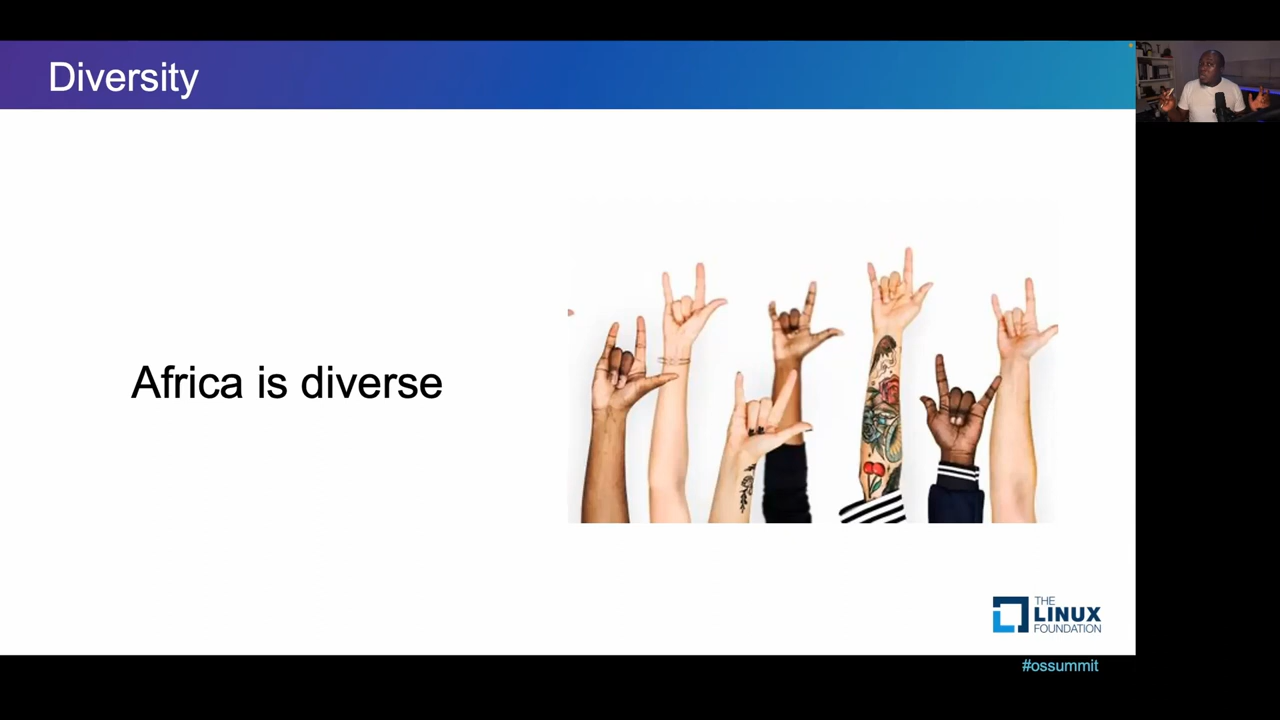 Diversity
Africa is diverse
THE
LINUX
FOUNDATION
#ossummit